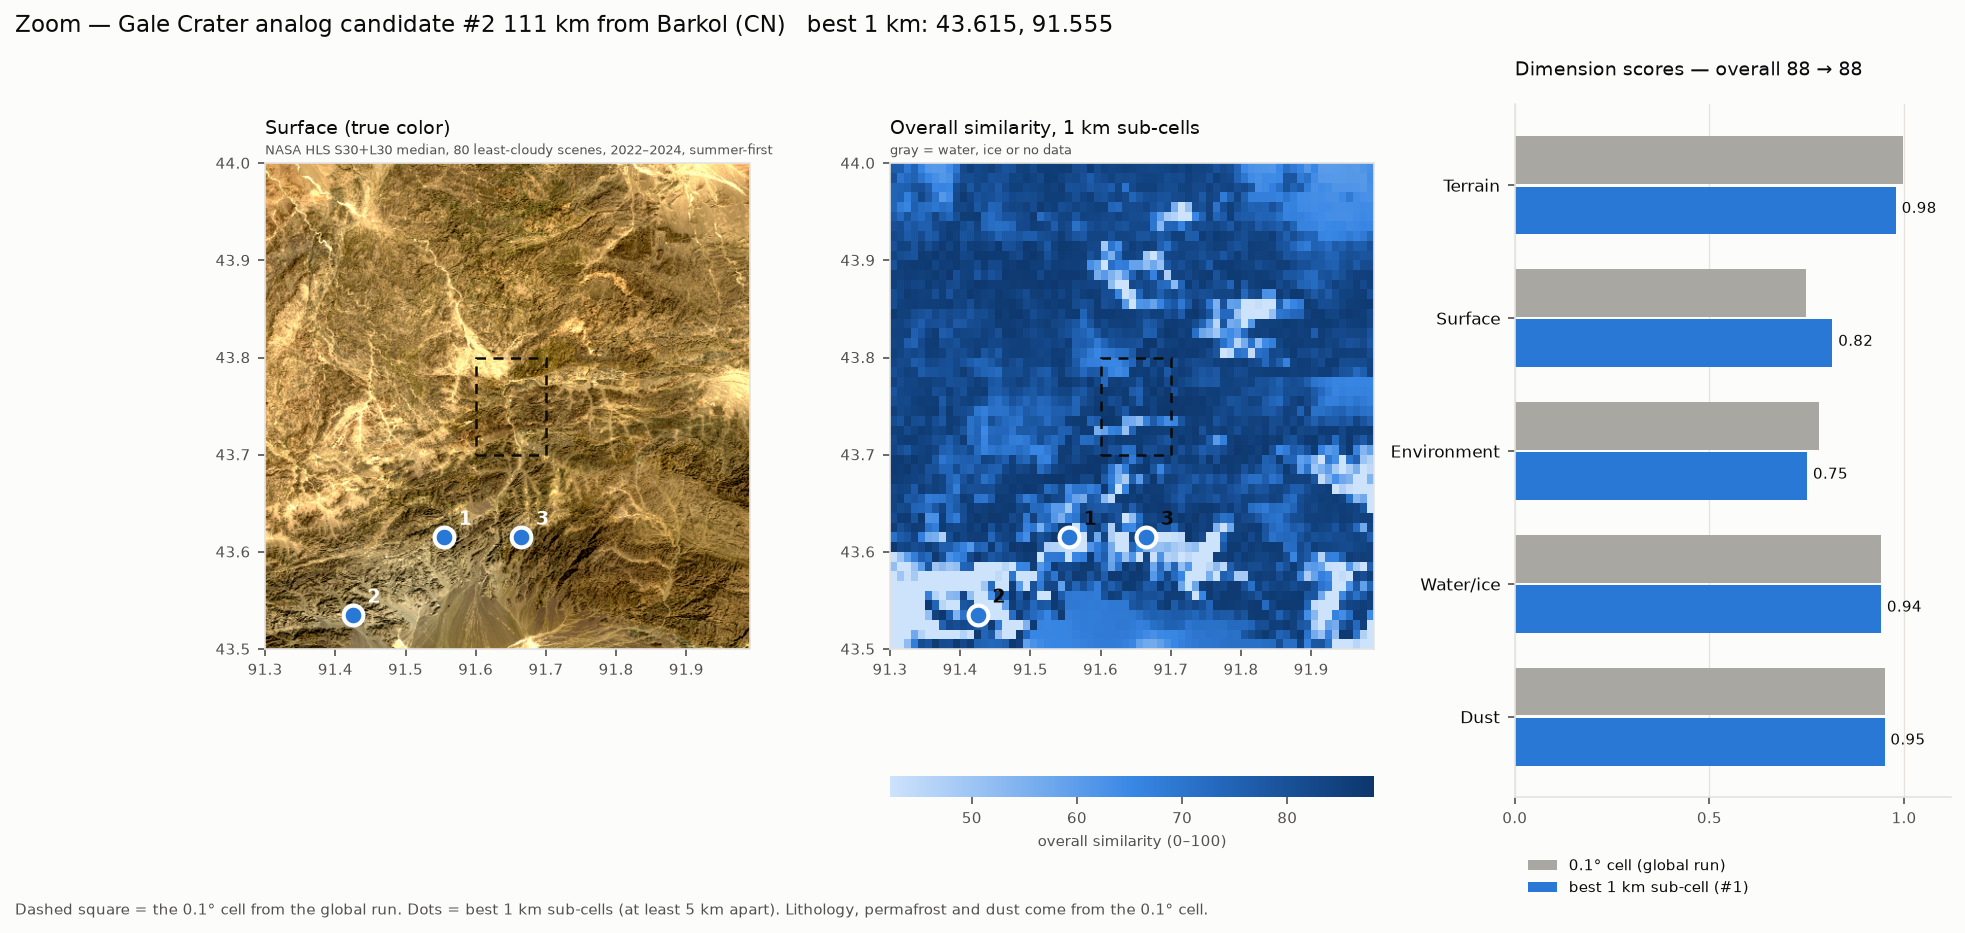 Zoom — Gale Crater analog candidate #2 111 km from Barkol (CN)   best 1 km: 43.615, 91.555
Surface (true color)
NASA HLS S30+L30 median, 80 least-cloudy scenes, 2022–2024, summer-first
44.0
43.9
43.8
43.7
43.6
43.5
91.3 91.4 91.5 91.6 91.7 91.8 91.9
1
3
2
Overall similarity, 1 km sub-cells
gray = water, ice or no data
44.0
43.9
43.8
43.7
43.6
43.5
91.3 91.4 91.5 91.6 91.7 91.8 91.9
1
3
2
50 60 70 80
overall similarity (0–100)
Dimension scores — overall 88 → 88
Terrain
0.98
Surface
0.82
Environment
0.75
Water/ice
0.94
Dust
0.95
0.0 0.5 1.0
0.1° cell (global run)
best 1 km sub-cell (#1)
Dashed square = the 0.1° cell from the global run. Dots = best 1 km sub-cells (at least 5 km apart). Lithology, permafrost and dust come from the 0.1° cell.